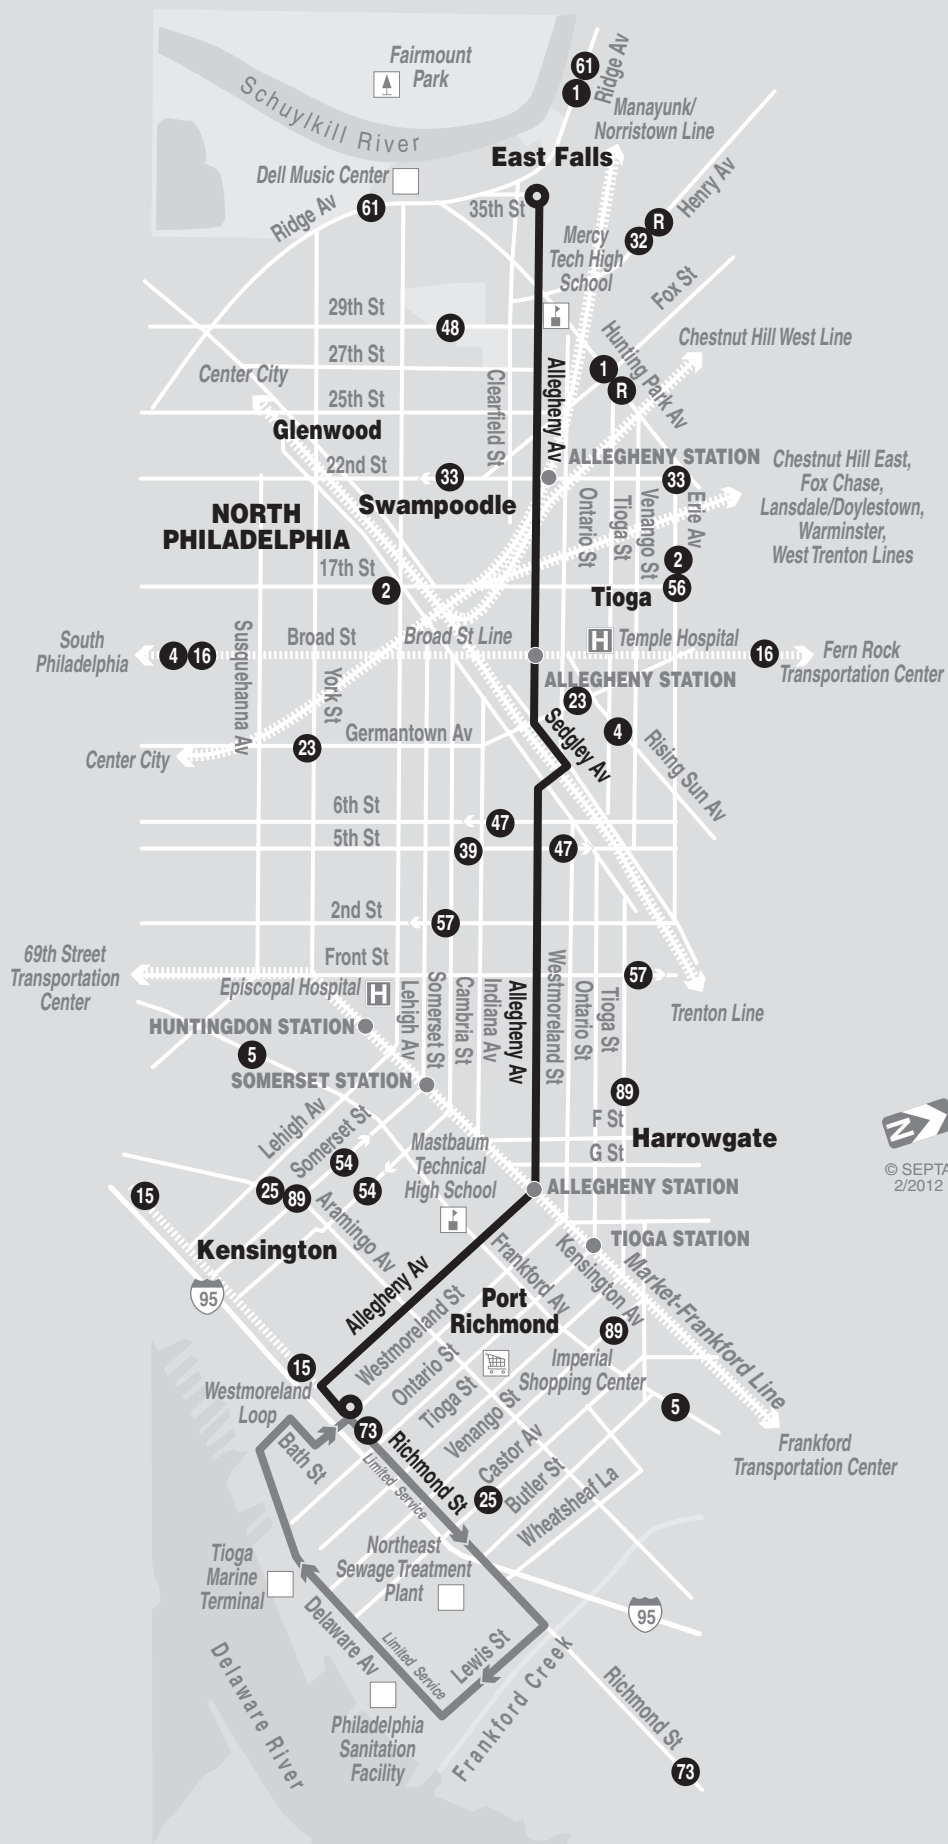 Fairmount
Park
Schuylkill River
61
Ridge Av
1
Manayunk/
Norristown Line
East Falls
Dell Music Center
Ridge Av
61
35th St
Henry Av
R
32
Mercy
Tech High
School
Fox St
29th St
48
Hunting Park Av
Chestnut Hill West Line
27th St
1
R
Center City
Clearfield St
Allegheny Av
25th St
Glenwood
22nd St
33
ALLEGHENY STATION
33
Chestnut Hill East,
Fox Chase,
Lansdale/Doylestown,
Warminster,
West Trenton Lines
Swampoodle
Ontario St
Tioga St
Venango St
Erie Av
NORTH
PHILADELPHIA
17th St
2
2
56
Tioga
South
Philadelphia
4
16
Susquehanna Av
Broad St
Broad St Line
H
Temple Hospital
16
Fern Rock
Transportation Center
York St
ALLEGHENY STATION
23
Sedgley Av
4
Rising Sun Av
Germantown Av
23
Center City
6th St
47
5th St
39
47
2nd St
57
69th Street
Transportation
Center
Front St
57
Episcopal Hospital
H
Lehigh Av
Somerset St
Cambria St
Indiana Av
Allegheny Av
Westmoreland St
Ontario St
Tioga St
Trenton Line
HUNTINGDON STATION
5
SOMERSET STATION
89
Lehigh Av
Somerset St
F St
Harrowgate
G St
N
© SEPTA
2/2012
Mastbaum
Technical
High School
54
54
25
89
15
ALLEGHENY STATION
Aramingo Av
Kensington
TIOGA STATION
Frankford Av
Kensington Av
Market-Frankford Line
95
Allegheny Av
Westmoreland St
Port
Richmond
89
Imperial
Shopping Center
15
Westmoreland
Loop
Ontario St
Tioga St
Venango St
Castor Av
Butler St
Wheatsheaf La
5
73
Frankford
Transportation Center
Bath St
Richmond St
Limited Service
25
Northeast
Sewage Treatment
Plant
Tioga
Marine
Terminal
95
Delaware Av
Limited Service
Lewis St
Frankford Creek
Delaware River
Richmond St
Philadelphia
Sanitation
Facility
73